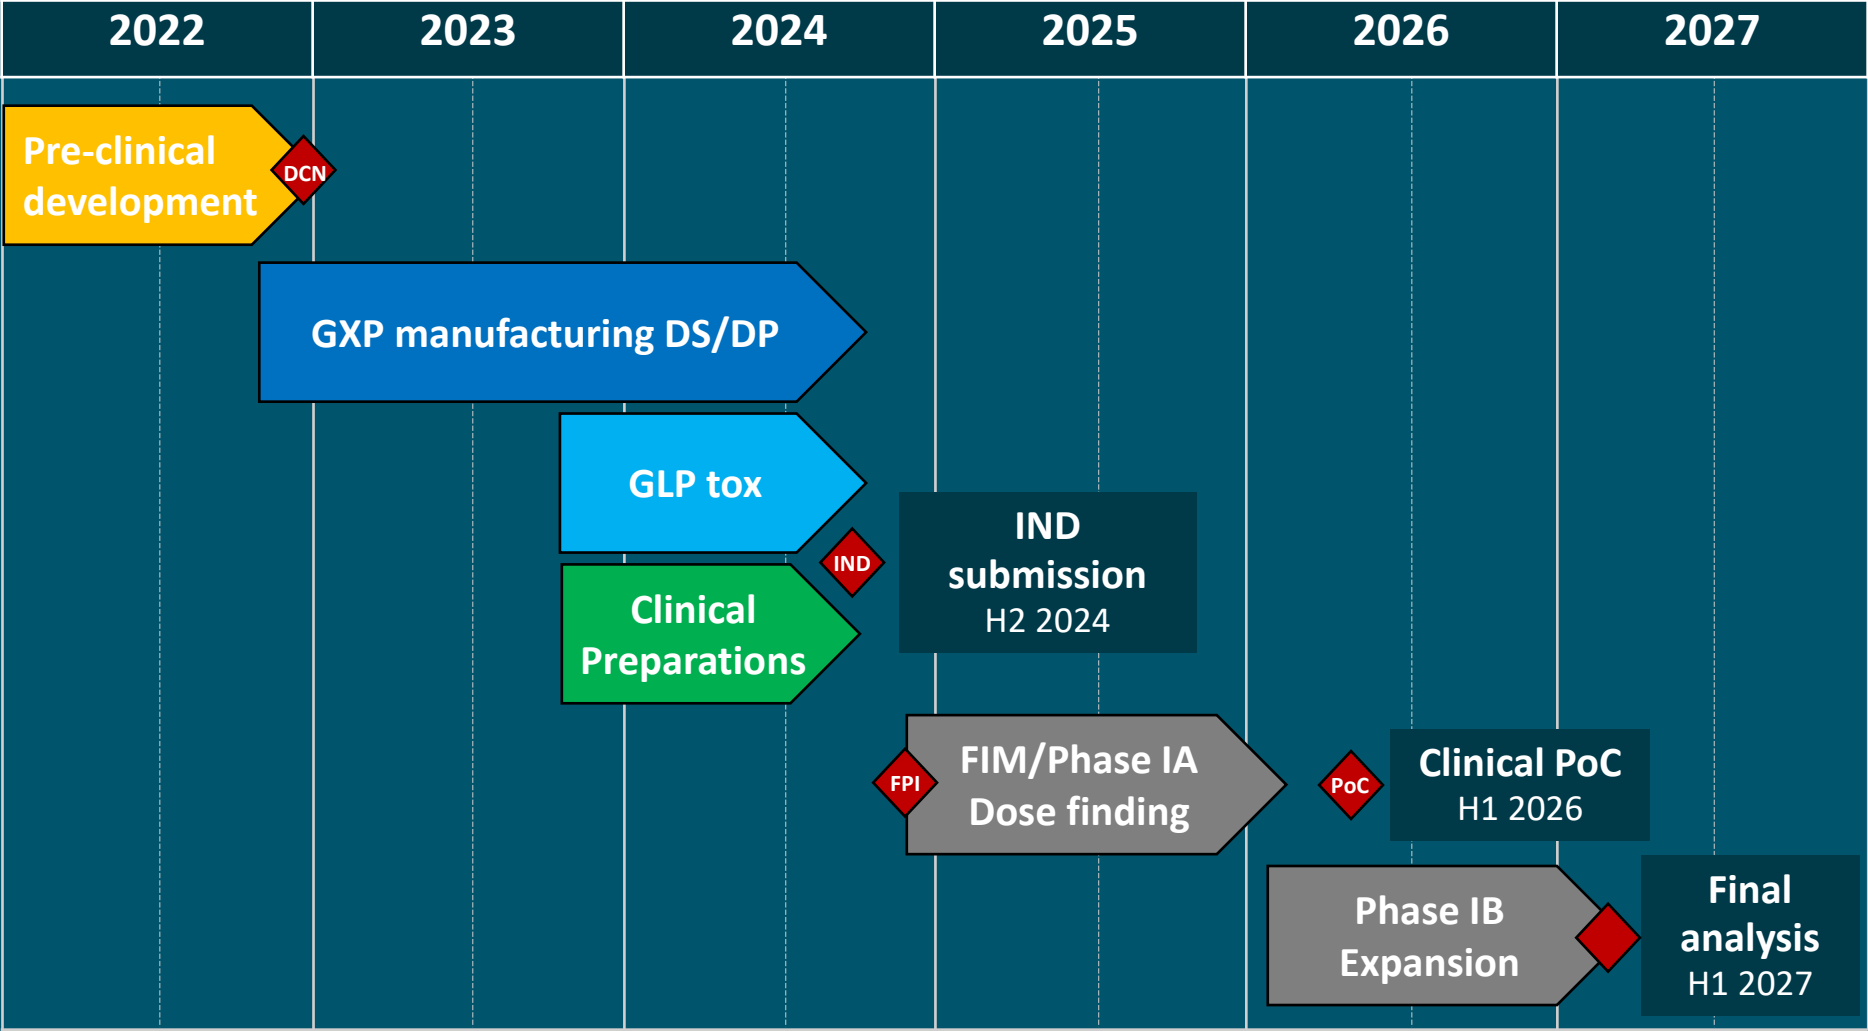 2022 2023 2024 2025 2026 2027
Pre-clinical
development
DCN
GXP manufacturing DS/DP
GLP tox
IND
IND
submission
H2 2024
Clinical
Preparations
FPI
FIM/Phase IA
Dose finding
PoC
Clinical PoC
H1 2026
Phase IB
Expansion
Final
analysis
H1 2027